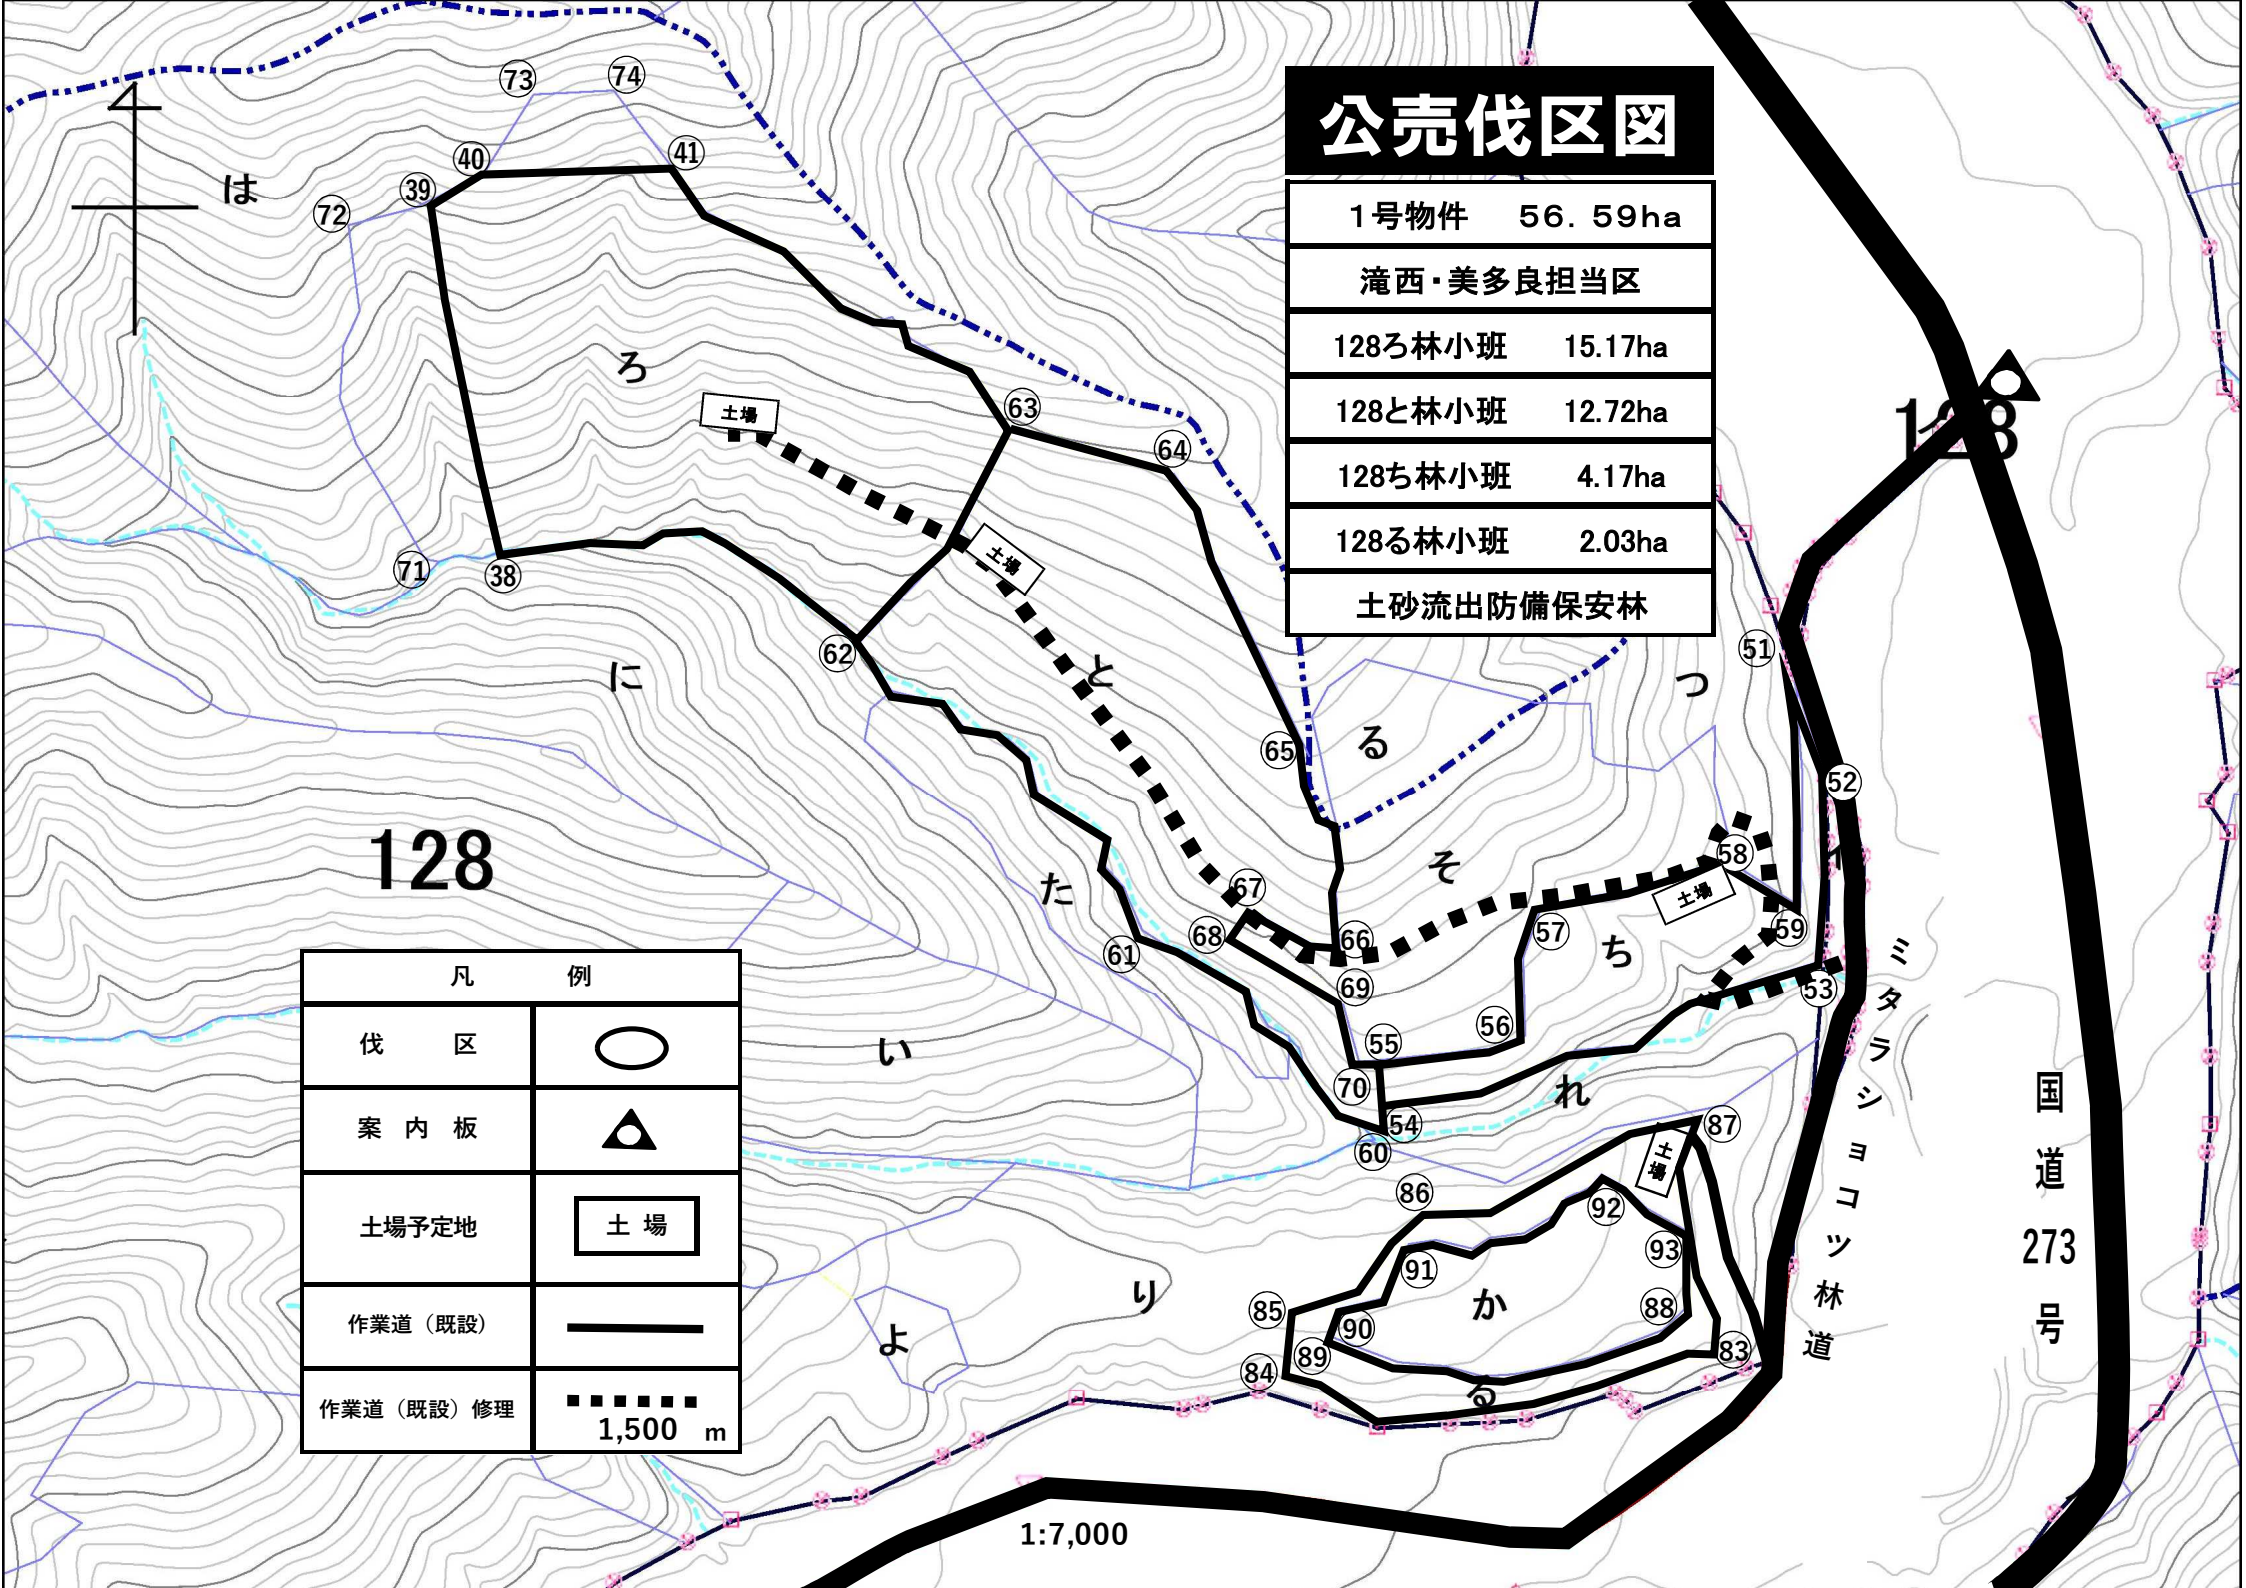 公売伐区図
1号物件 56.59ha
滝西・美多良担当区
128ろ林小班 15.17ha
128と林小班 12.72ha
128ち林小班 4.17ha
128る林小班 2.03ha
土砂流出防備保安林
73
74
40
41
39
72
は
ろ
土場
63
64
土場
71
38
62
に
と
る
つ
51
52
65
128
128
た
そ
58
土場
イ
67
68
66
57
59
61
ち
69
53
56
55
い
70
れ
54
60
87
土場
86
92
93
91
か
85
90
88
89
83
84
る
り
よ
ミタラショコツ林道
国道273号
凡例
伐区
案内板
土場予定地
土場
作業道（既設）
作業道（既設）修理
1,500 m
1:7,000